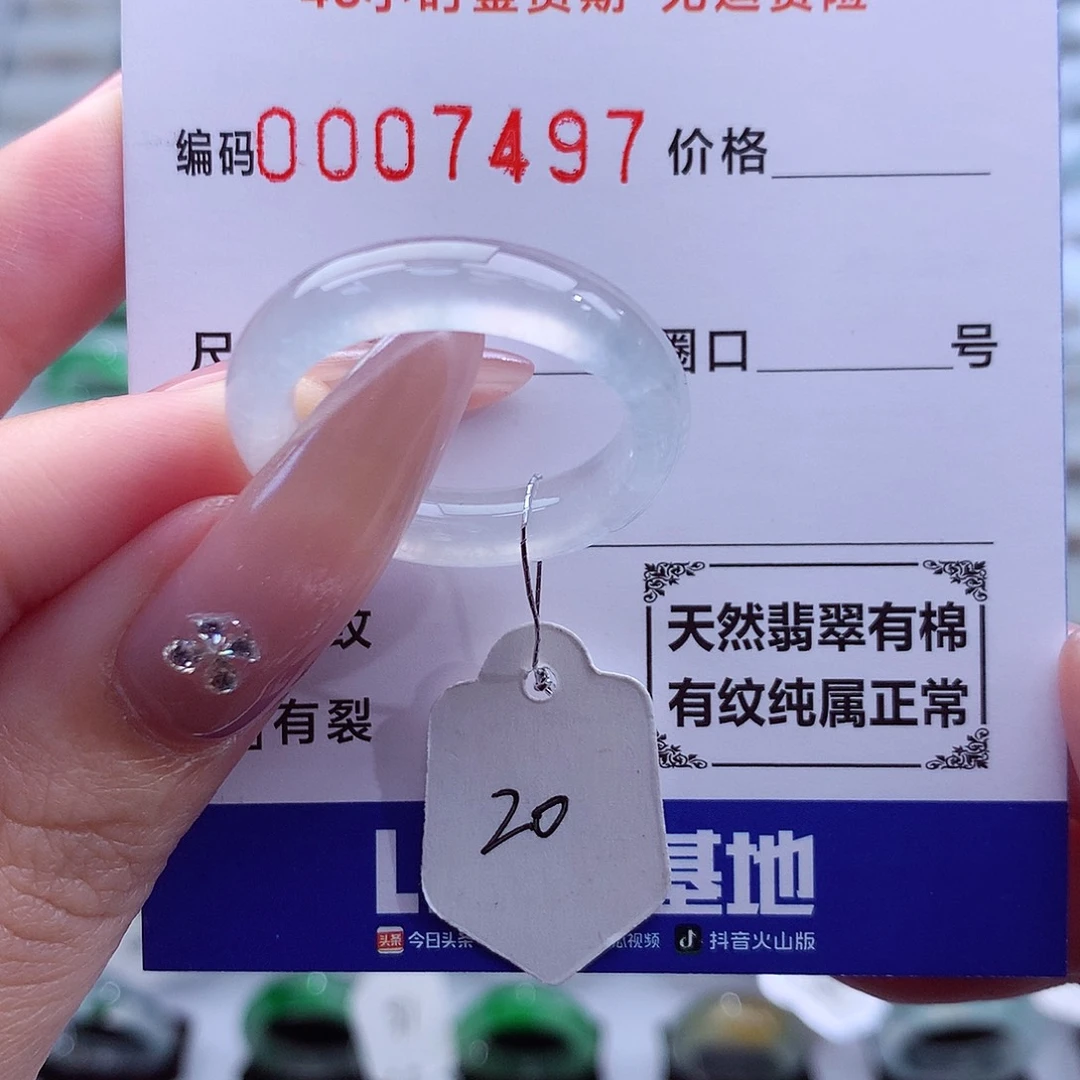 编码0007497 价格
尺 圈口 号
纹
有裂
天然翡翠有棉
有纹纯属正常
20
L 基地
头条 今日头条 视频 抖音火山版